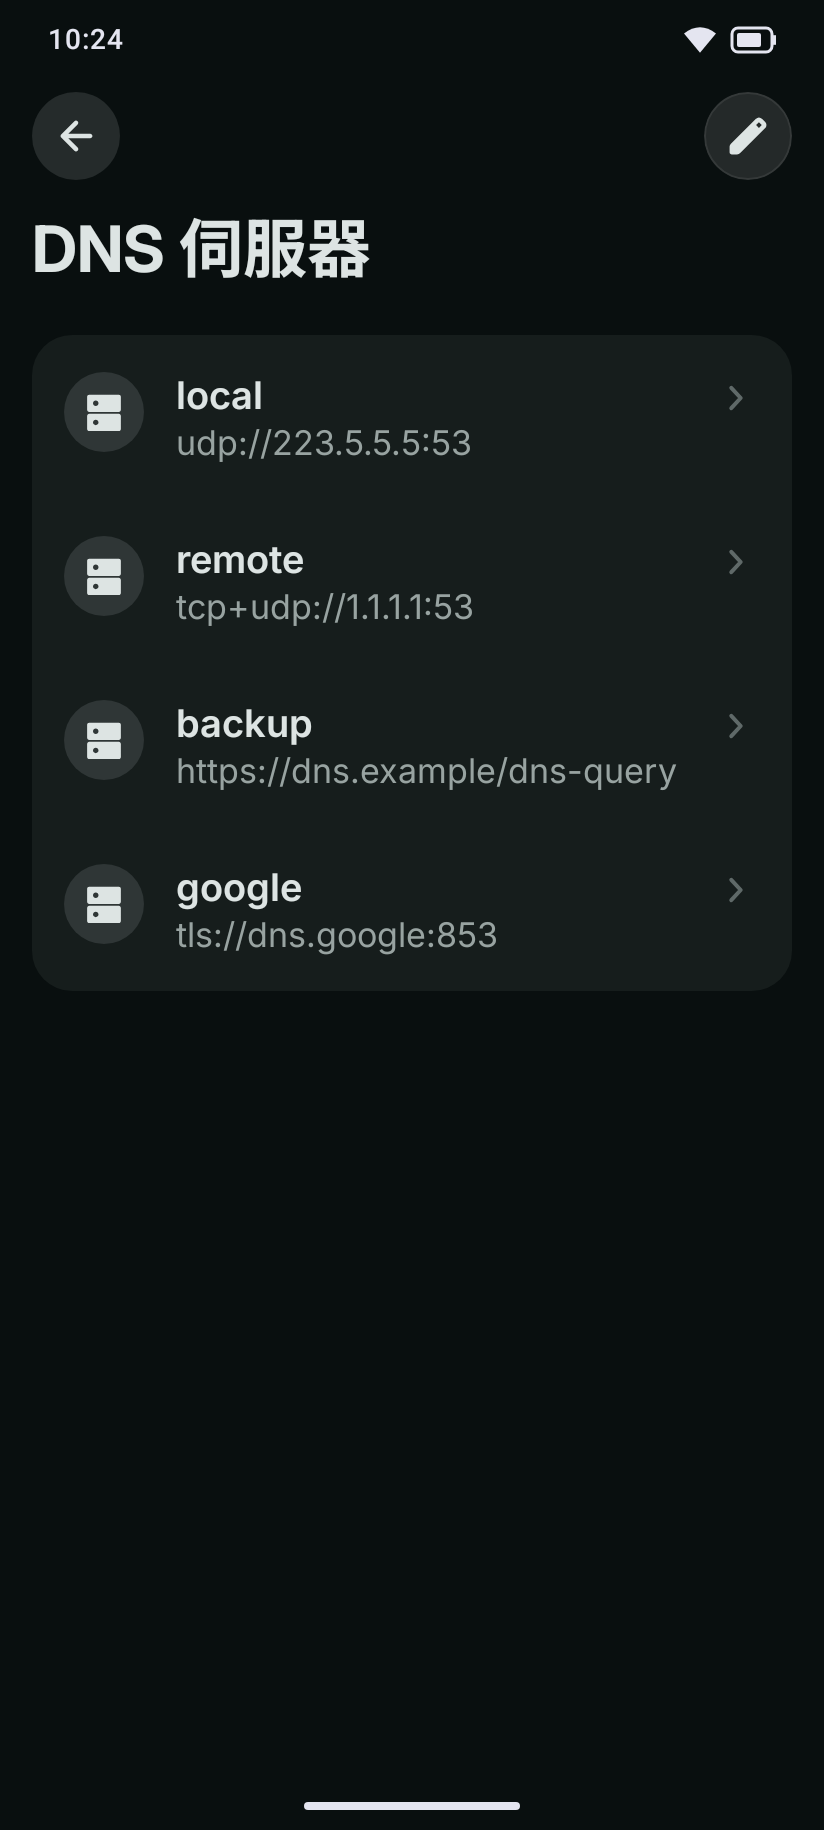 10:24
DNS 伺服器
local
udp://223.5.5.5:53
remote
tcp+udp://1.1.1.1:53
backup
https://dns.example/dns-query
google
tls://dns.google:853